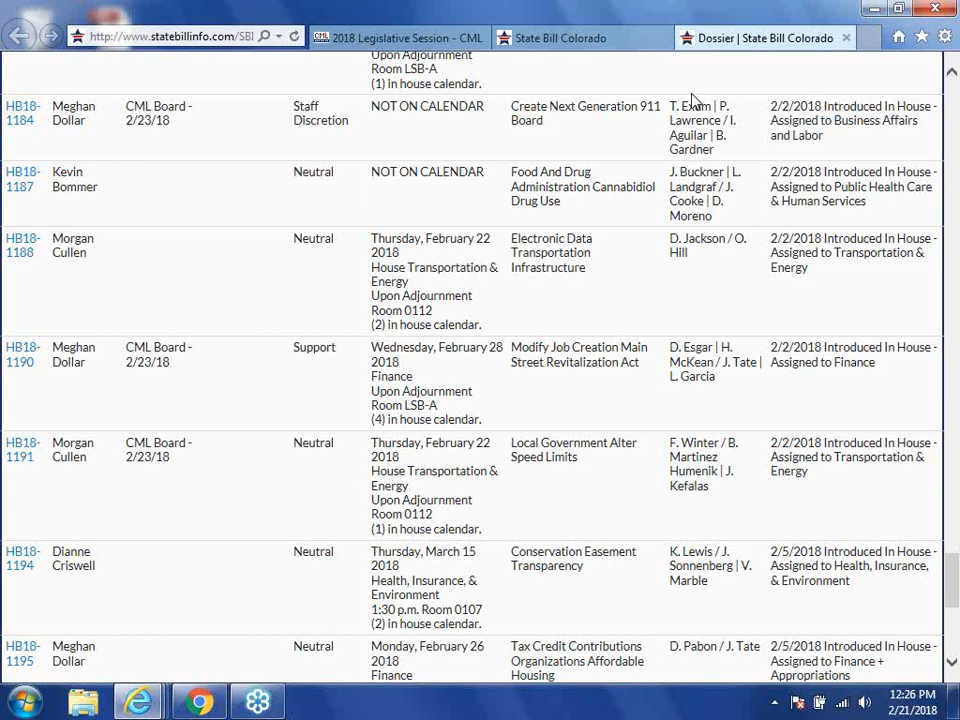 http://www.statebillinfo.com/SBI
CML 2018 Legislative Session - CML
State Bill Colorado
Dossier | State Bill Colorado
Upon Adjournment
Room LSB-A
(1) in house calendar.
HB18-
1184
Meghan
Dollar
CML Board -
2/23/18
Staff
Discretion
NOT ON CALENDAR
Create Next Generation 911
Board
T. Exum | P.
Lawrence / I.
Aguilar | B.
Gardner
2/2/2018 Introduced In House -
Assigned to Business Affairs
and Labor
HB18-
1187
Kevin
Bommer
Neutral
NOT ON CALENDAR
Food And Drug
Administration Cannabidiol
Drug Use
J. Buckner | L.
Landgraf / J.
Cooke | D.
Moreno
2/2/2018 Introduced In House -
Assigned to Public Health Care
& Human Services
HB18-
1188
Morgan
Cullen
Neutral
Thursday, February 22
2018
House Transportation &
Energy
Upon Adjournment
Room 0112
(2) in house calendar.
Electronic Data
Transportation
Infrastructure
D. Jackson / O.
Hill
2/2/2018 Introduced In House -
Assigned to Transportation &
Energy
HB18-
1190
Meghan
Dollar
CML Board -
2/23/18
Support
Wednesday, February 28
2018
Finance
Upon Adjournment
Room LSB-A
(4) in house calendar.
Modify Job Creation Main
Street Revitalization Act
D. Esgar | H.
McKean / J. Tate |
L. Garcia
2/2/2018 Introduced In House -
Assigned to Finance
HB18-
1191
Morgan
Cullen
CML Board -
2/23/18
Neutral
Thursday, February 22
2018
House Transportation &
Energy
Upon Adjournment
Room 0112
(1) in house calendar.
Local Government Alter
Speed Limits
F. Winter / B.
Martinez
Humenik | J.
Kefalas
2/2/2018 Introduced In House -
Assigned to Transportation &
Energy
HB18-
1194
Dianne
Criswell
Neutral
Thursday, March 15
2018
Health, Insurance, &
Environment
1:30 p.m. Room 0107
(2) in house calendar.
Conservation Easement
Transparency
K. Lewis / J.
Sonnenberg | V.
Marble
2/5/2018 Introduced In House -
Assigned to Health, Insurance,
& Environment
HB18-
1195
Meghan
Dollar
Neutral
Monday, February 26
2018
Finance
Tax Credit Contributions
Organizations Affordable
Housing
D. Pabon / J. Tate
2/5/2018 Introduced In House -
Assigned to Finance +
Appropriations
12:26 PM
2/21/2018